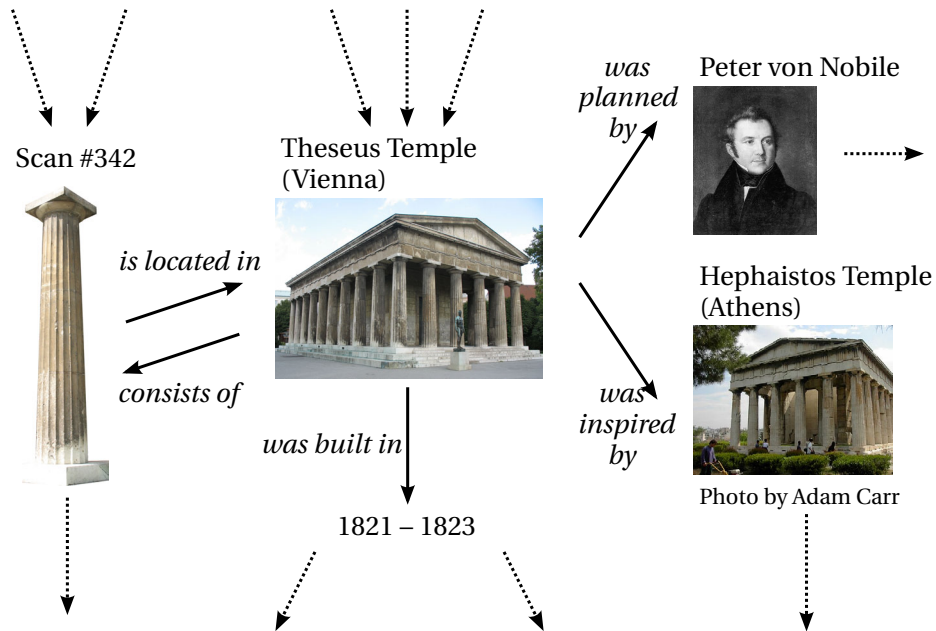 Scan #342
is located in
consists of
Theseus Temple
(Vienna)
was built in
1821 – 1823
was
planned
by
Peter von Nobile
was
inspired
by
Hephaistos Temple
(Athens)
Photo by Adam Carr